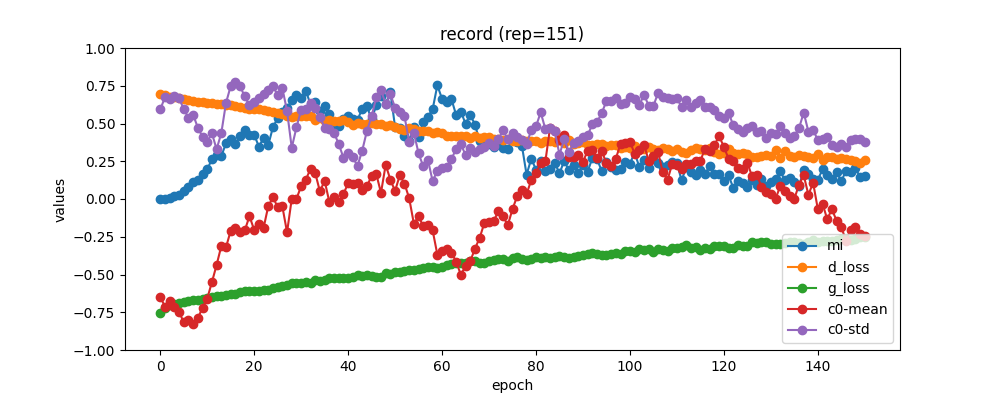 record (rep=151)
1.00
0.75
0.50
0.25
0.00
−0.25
−0.50
−0.75
−1.00
values
0 20 40 60 80 100 120 140
epoch
mi
d_loss
g_loss
c0-mean
c0-std